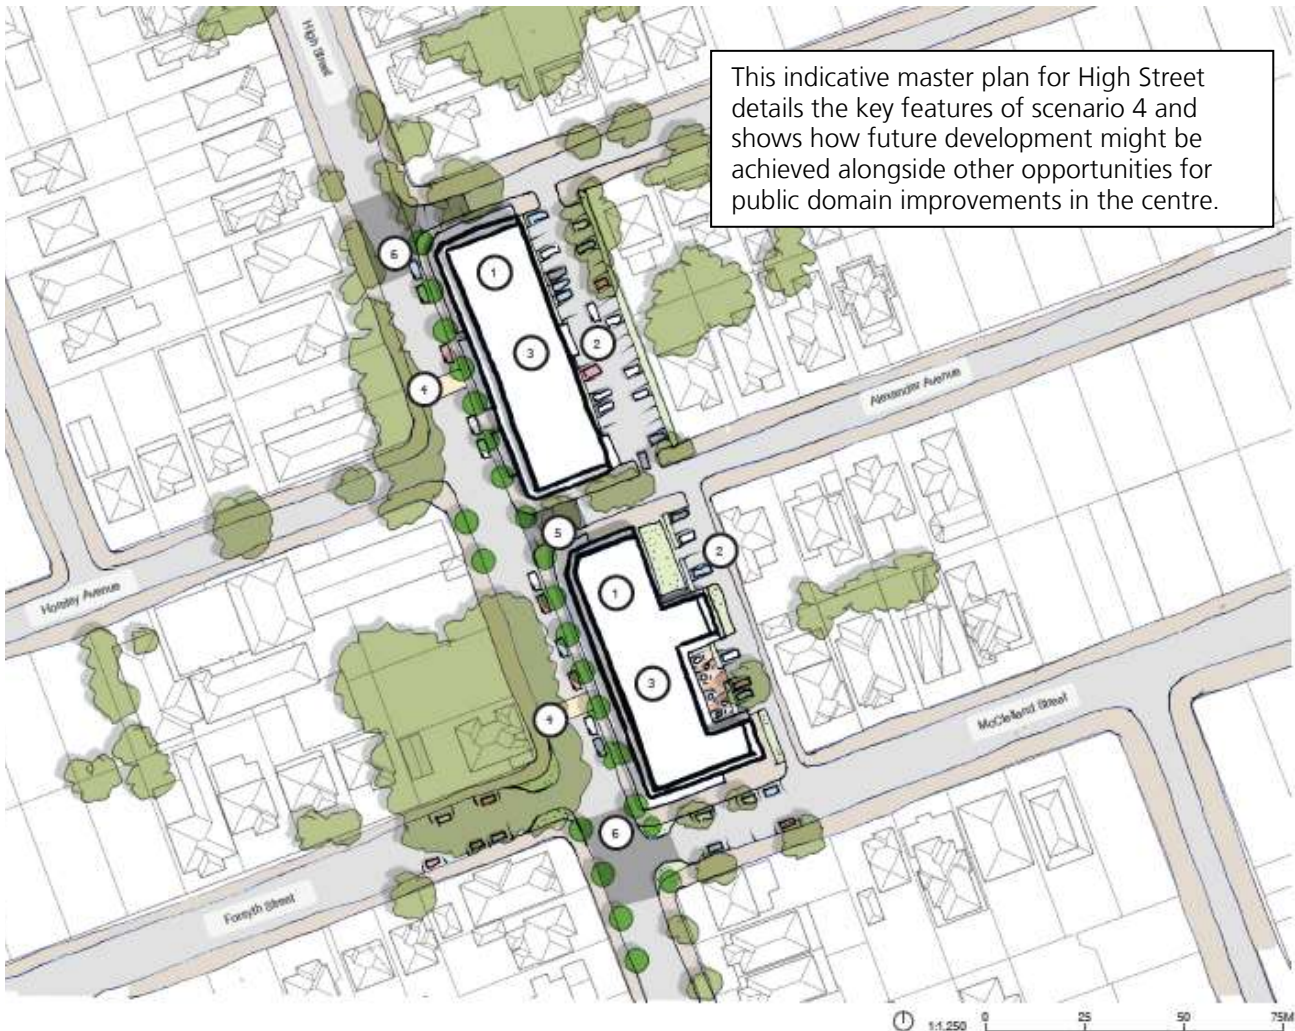 High Street
This indicative master plan for High Street
details the key features of scenario 4 and
shows how future development might be
achieved alongside other opportunities for
public domain improvements in the centre.
6
1
3
2
4
Alexander Avenue
5
2
1
Horsley Avenue
3
4
McClelland Street
6
Forsyth Street
1:1,250 0 25 50 75M